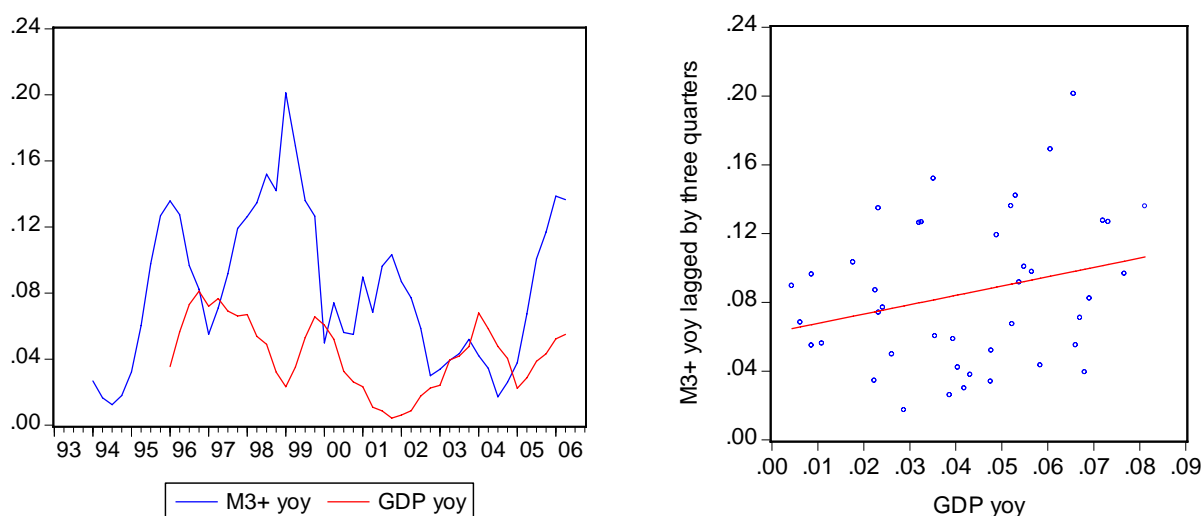 .24
.20
.16
.12
.08
.04
.00
93 94 95 96 97 98 99 00 01 02 03 04 05 06
M3+ yoy GDP yoy
M3+ yoy lagged by three quarters
.24
.20
.16
.12
.08
.04
.00
.00 .01 .02 .03 .04 .05 .06 .07 .08 .09
GDP yoy